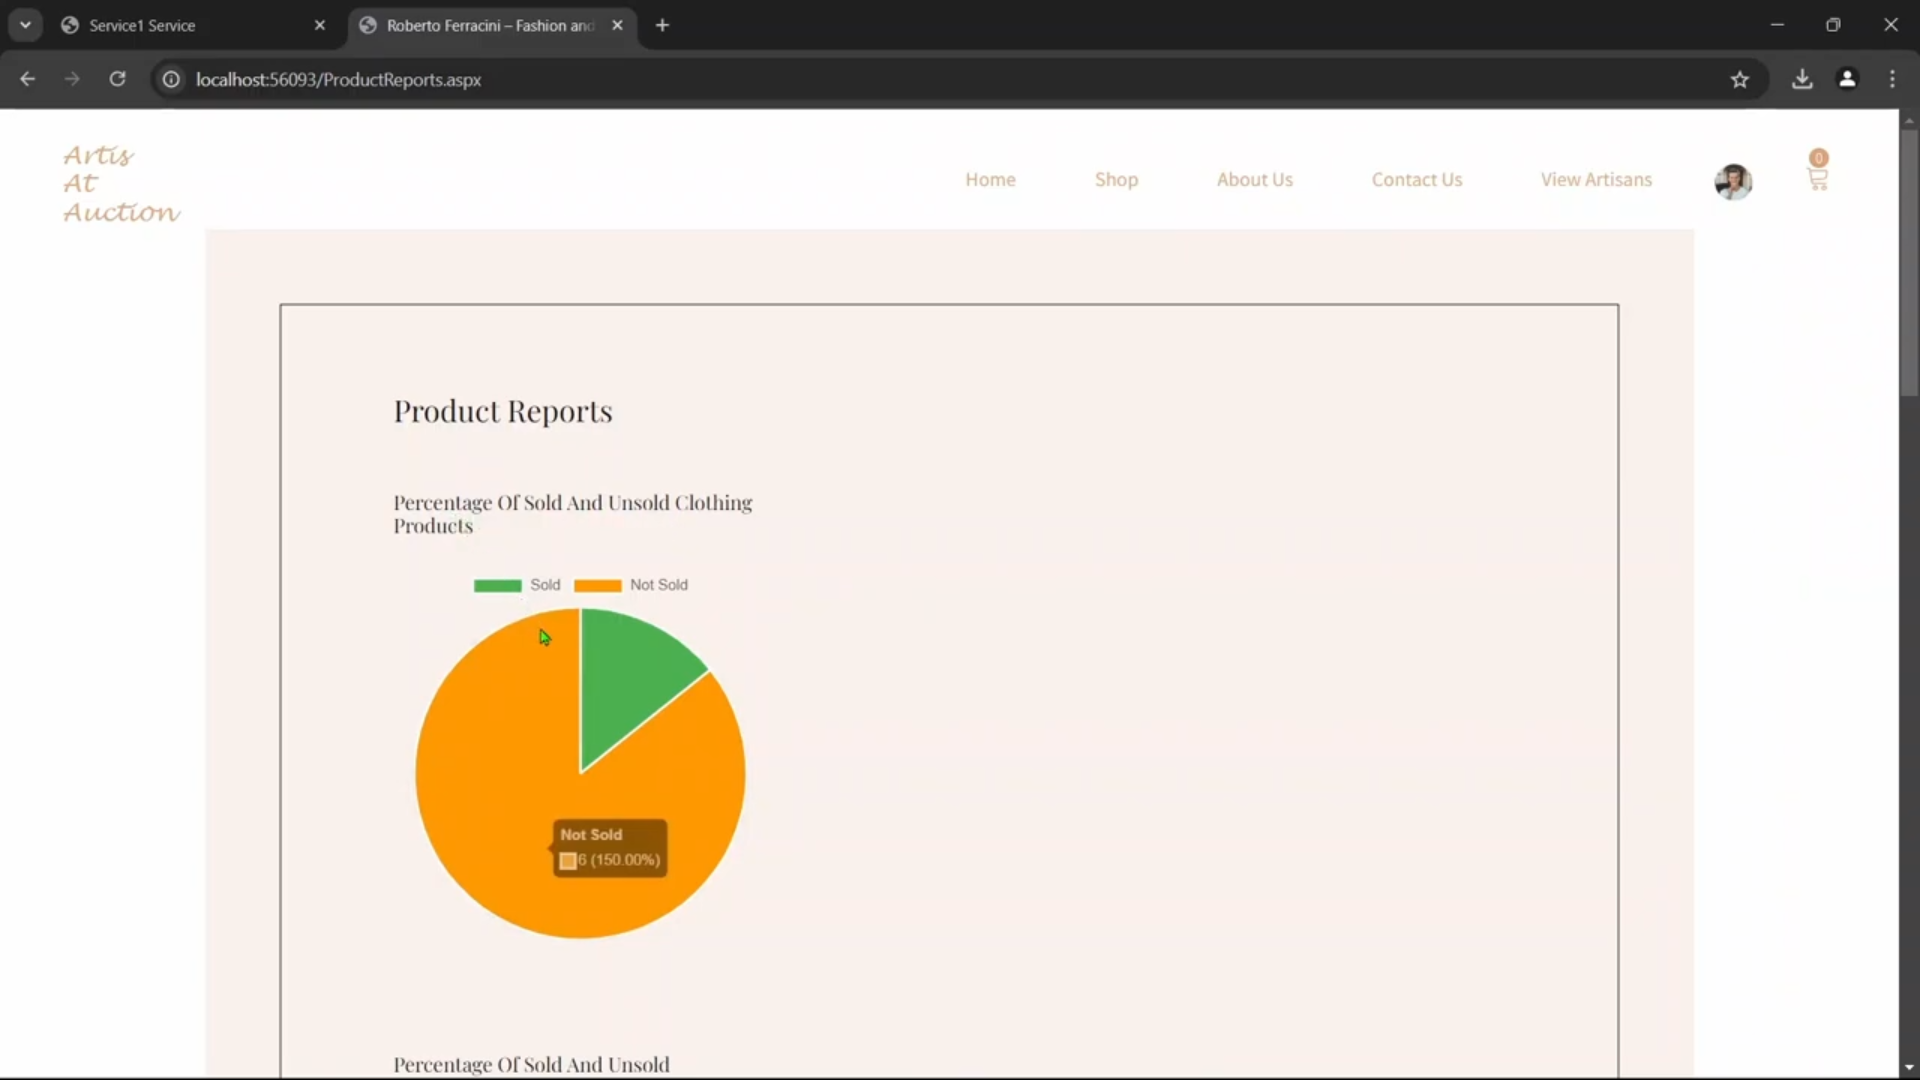 Service1 Service
Roberto Ferracini – Fashion and
localhost:56093/ProductReports.aspx
Artis
At
Auction
Home
Shop
About Us
Contact Us
View Artisans
0
Product Reports
Percentage Of Sold And Unsold Clothing
Products
Sold
Not Sold
Not Sold
6 (150.00%)
Percentage Of Sold And Unsold